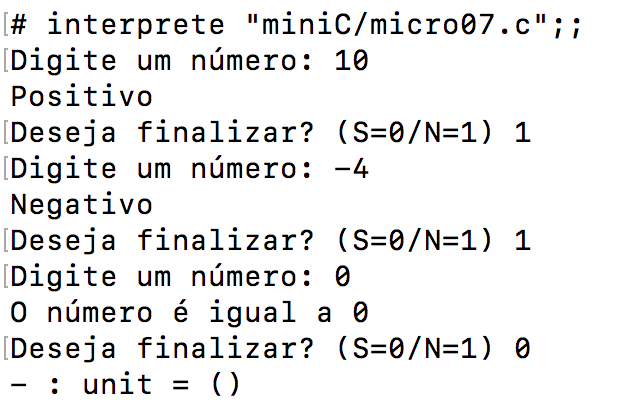 [# interprete "miniC/micro07.c";;
[Digite um número: 10
Positivo
[Deseja finalizar? (S=0/N=1) 1
[Digite um número: -4
Negativo
[Deseja finalizar? (S=0/N=1) 1
[Digite um número: 0
O número é igual a 0
[Deseja finalizar? (S=0/N=1) 0
- : unit = ()